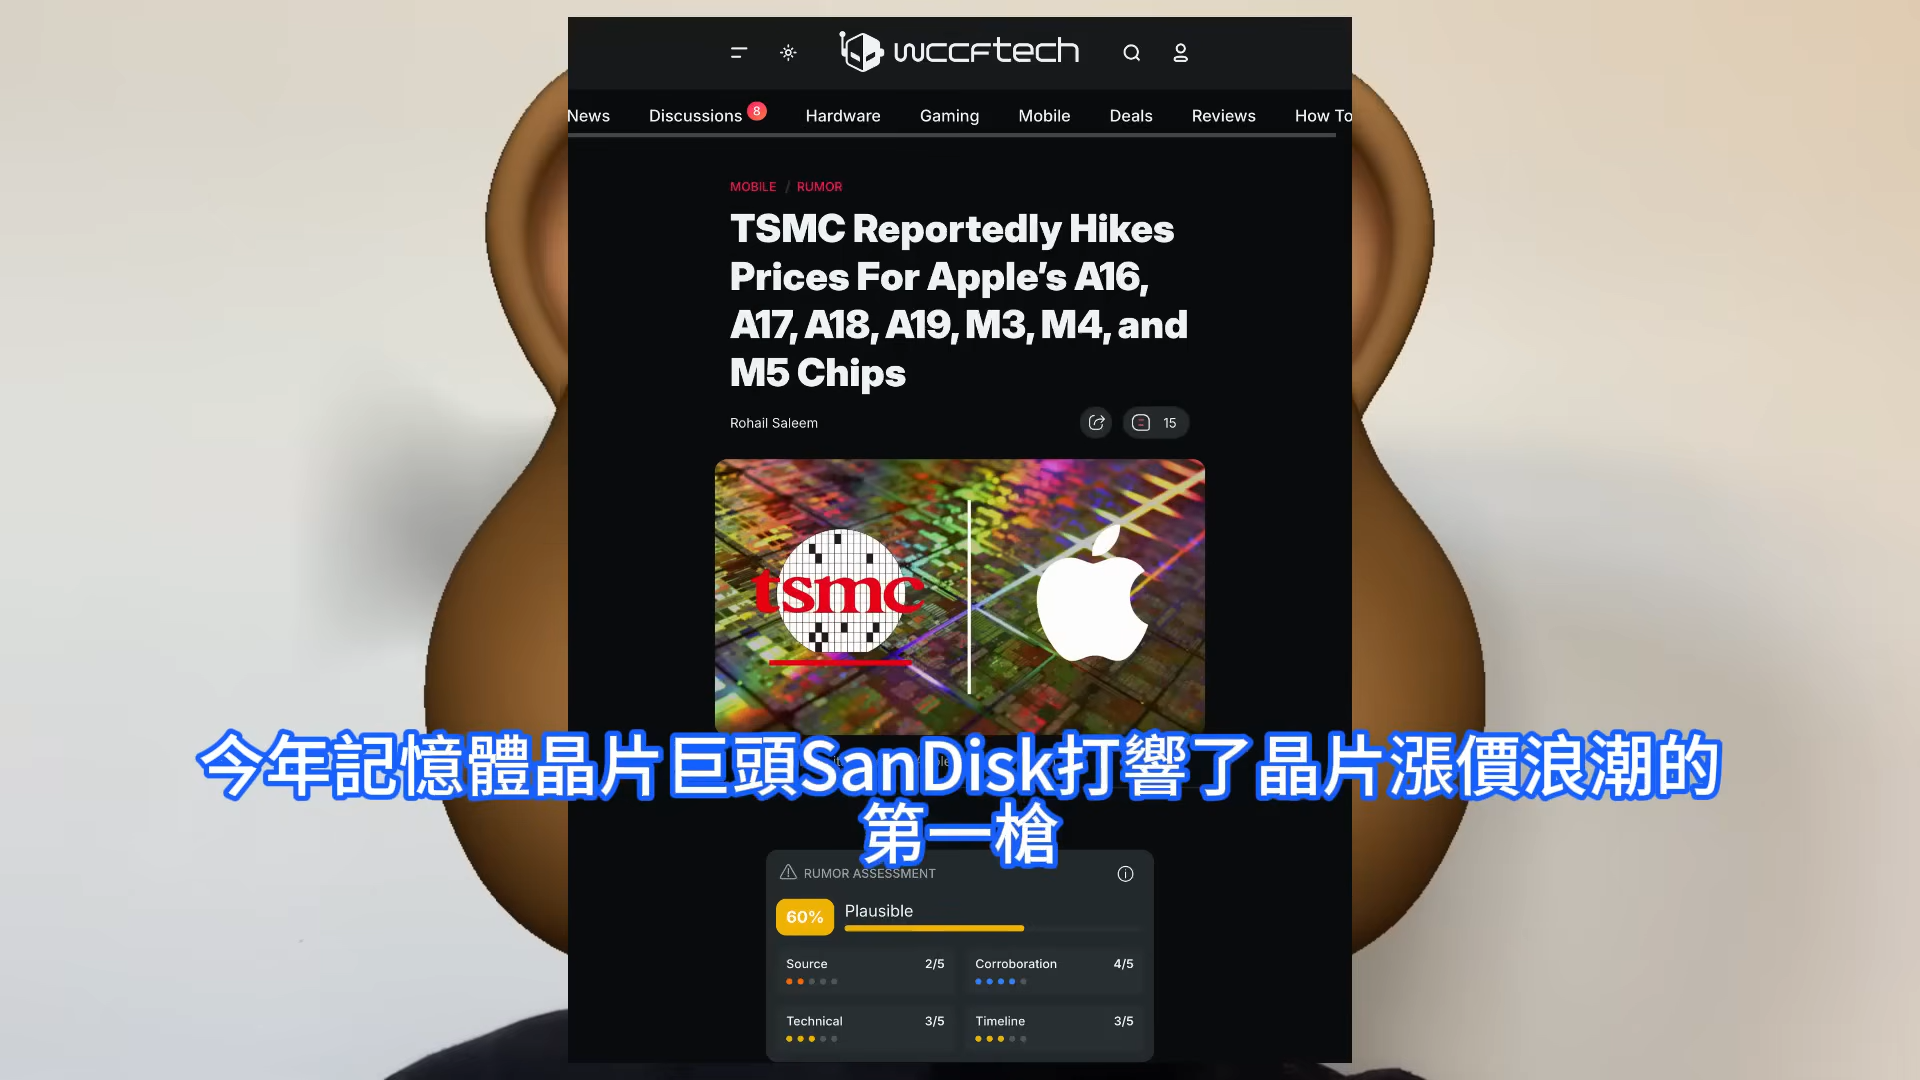 wccftech
News
Discussions 8
Hardware
Gaming
Mobile
Deals
Reviews
How To
MOBILE / RUMOR
TSMC Reportedly Hikes
Prices For Apple’s A16,
A17, A18, A19, M3, M4, and
M5 Chips
Rohail Saleem
15
tsmc
今年記憶體晶片巨頭SanDisk打響了晶片漲價浪潮的
第一槍
RUMOR ASSESSMENT
60%
Plausible
Source 2/5
Corroboration 4/5
Technical 3/5
Timeline 3/5